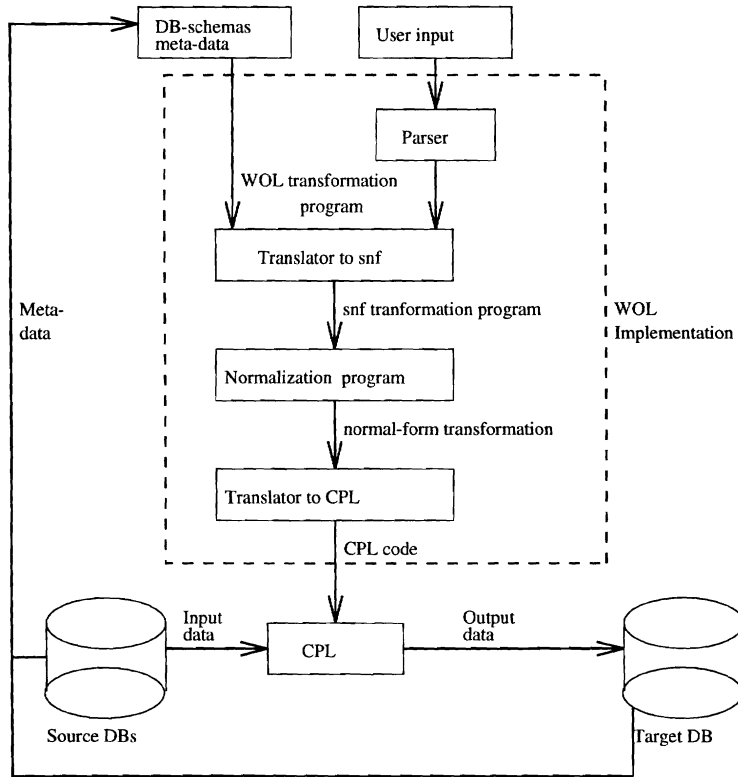 DB-schemas
meta-data
User input
Parser
WOL transformation
program
Translator to snf
Meta-
data
snf tranformation program
WOL
Implementation
Normalization program
normal-form transformation
Translator to CPL
CPL code
Input
data
Output
data
CPL
Source DBs
Target DB